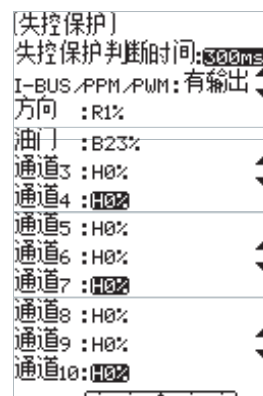 [失控保护]
失控保护判断时间:300ms
I-BUS/PPM/PWM:有输出
方向 :R1%
油门 :B23%
通道3 :H0%
通道4 :H0%
通道5 :H0%
通道6 :H0%
通道7 :H0%
通道8 :H0%
通道9 :H0%
通道10:H0%